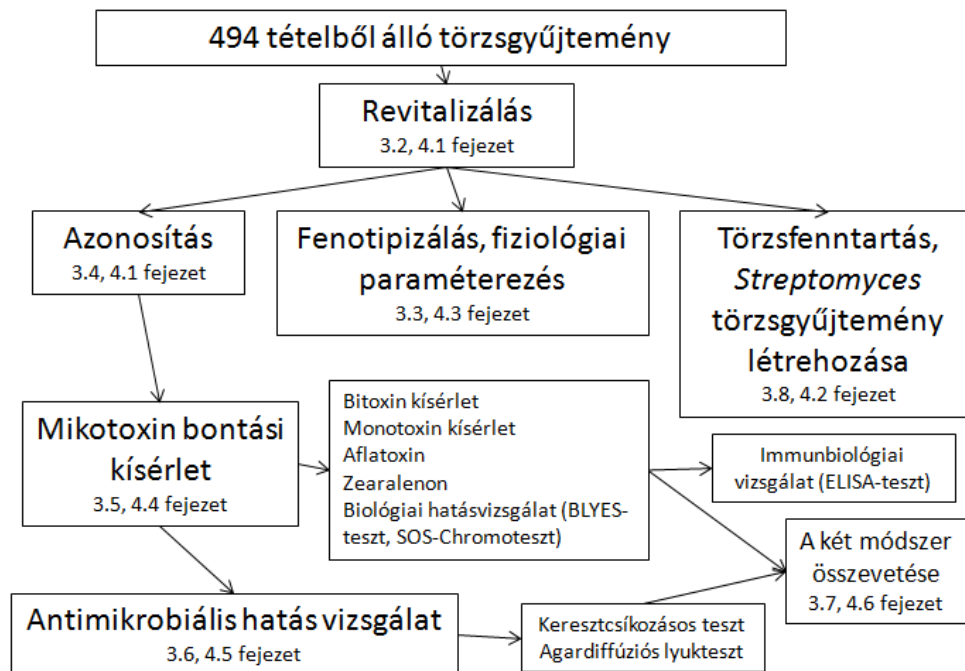 494 tételből álló törzsgyűjtemény
Revitalizálás
3.2, 4.1 fejezet
Azonosítás
3.4, 4.1 fejezet
Fenotipizálás, fiziológiai
paraméterezés
3.3, 4.3 fejezet
Törzsfenntartás,
Streptomyces
törzsgyűjtemény
létrehozása
3.8, 4.2 fejezet
Mikotoxin bontási
kísérlet
3.5, 4.4 fejezet
Bitoxin kísérlet
Monotoxin kísérlet
Aflatoxin
Zearalenon
Biológiai hatásvizsgálat (BLYES-
teszt, SOS-Chromoteszt)
Immunbiológiai
vizsgálat (ELISA-teszt)
A két módszer
összevetése
3.7, 4.6 fejezet
Antimikrobiális hatás vizsgálat
3.6, 4.5 fejezet
Keresztcsíkozásos teszt
Agardiffúziós lyukteszt